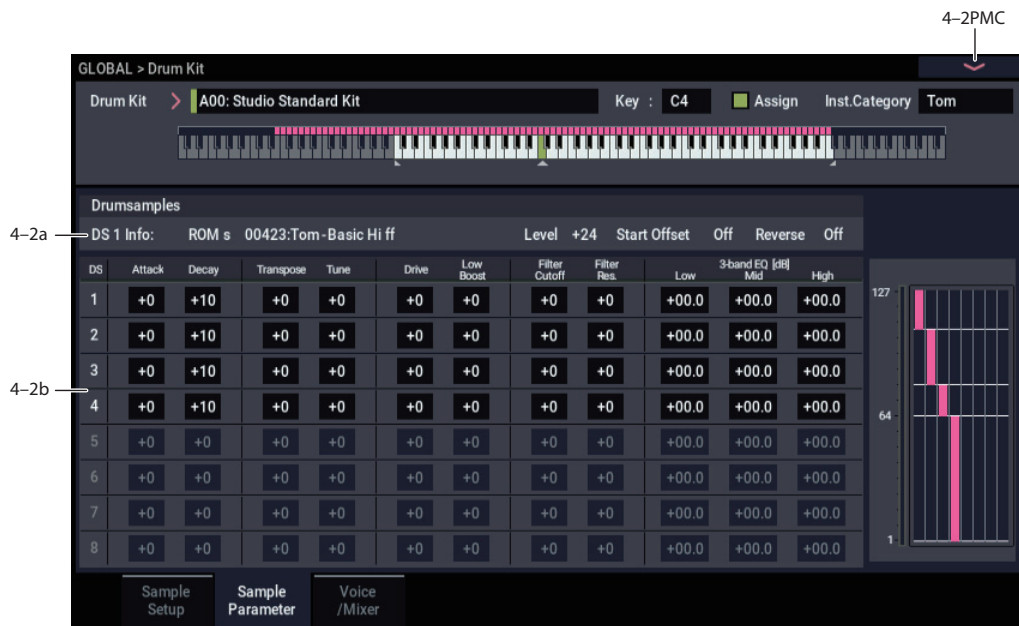 4–2PMC
GLOBAL > Drum Kit
Drum Kit A00: Studio Standard Kit Key : C4 Assign Inst.Category Tom
Drumsamples
4–2a
DS 1 Info: ROM s 00423:Tom-Basic Hi ff Level +24 Start Offset Off Reverse Off
DS Attack Decay Transpose Tune Drive Low Boost Filter Cutoff Filter Res. 3-band EQ [dB] Low Mid High
1 +0 +10 +0 +0 +0 +0 +0 +0 +00.0 +00.0 +00.0
2 +0 +10 +0 +0 +0 +0 +0 +0 +00.0 +00.0 +00.0
3 +0 +10 +0 +0 +0 +0 +0 +0 +00.0 +00.0 +00.0
4–2b
4 +0 +10 +0 +0 +0 +0 +0 +0 +00.0 +00.0 +00.0
5 +0 +0 +0 +0 +0 +0 +0 +0 +00.0 +00.0 +00.0
6 +0 +0 +0 +0 +0 +0 +0 +0 +00.0 +00.0 +00.0
7 +0 +0 +0 +0 +0 +0 +0 +0 +00.0 +00.0 +00.0
8 +0 +0 +0 +0 +0 +0 +0 +0 +00.0 +00.0 +00.0
127
64
1
Sample Setup
Sample Parameter
Voice /Mixer